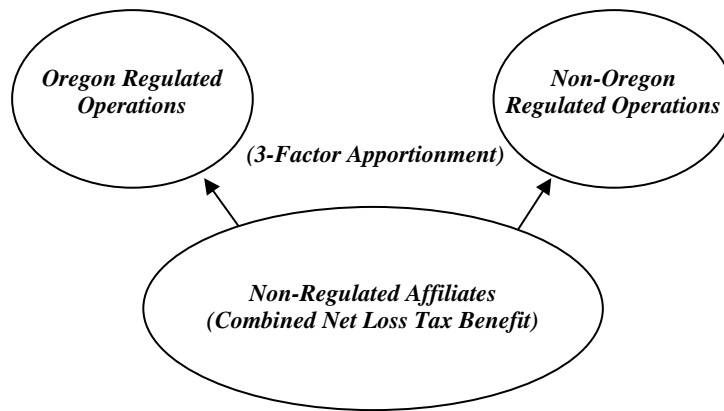 Oregon Regulated
Operations
Non-Oregon
Regulated Operations
(3-Factor Apportionment)
Non-Regulated Affiliates
(Combined Net Loss Tax Benefit)